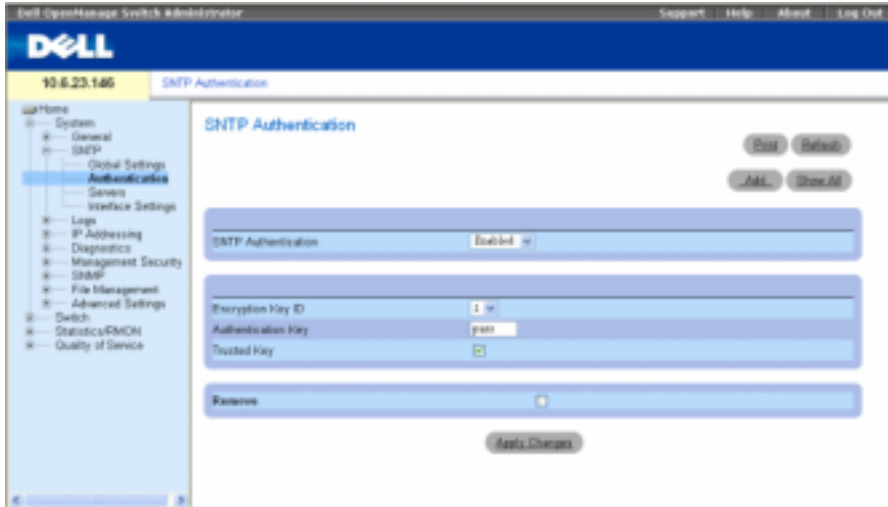 Dell OpenManage Switch Administrator Support Help About Log Out
DELL
10.6.23.146 SNTP Authentication
Home
System
General
SNTP
Global Settings
Authentication
Servers
Interface Settings
Logs
IP Addressing
Diagnostics
Management Security
SNMP
File Management
Advanced Settings
Switch
Statistics/RMON
Quality of Service
SNTP Authentication
Print Refresh
Add... Show All
SNTP Authentication Enabled
Encryption Key ID 1
Authentication Key
Trusted Key
Remove
Apply Changes